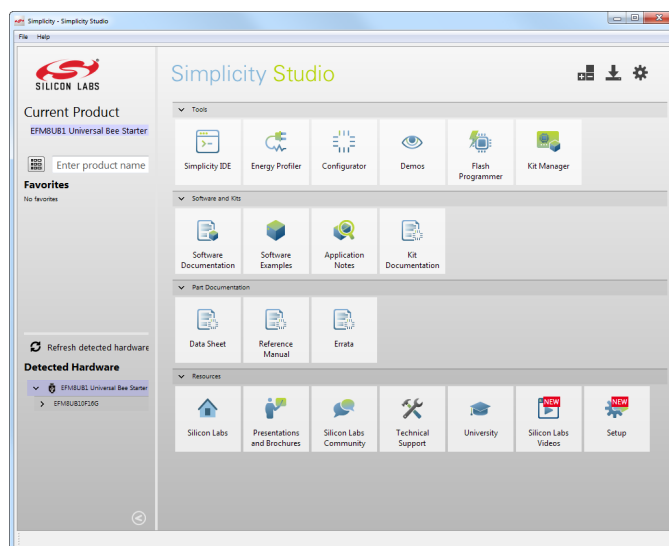 Simplicity - Simplicity Studio
File Help
SILICON LABS
Simplicity Studio
Current Product
EFM8UB1 Universal Bee Starter
Enter product name
Favorites
No favorites
Refresh detected hardware
Detected Hardware
EFM8UB1 Universal Bee Starter
EFM8UB10F16G
Tools
Simplicity IDE
Energy Profiler
Configurator
Demos
Flash
Programmer
Kit Manager
Software and Kits
Software
Documentation
Software
Examples
Application
Notes
Kit
Documentation
Part Documentation
Data Sheet
Reference
Manual
Errata
Resources
Silicon Labs
Presentations
and Brochures
Silicon Labs
Community
Technical
Support
University
NEW
Silicon Labs
Videos
NEW
Setup